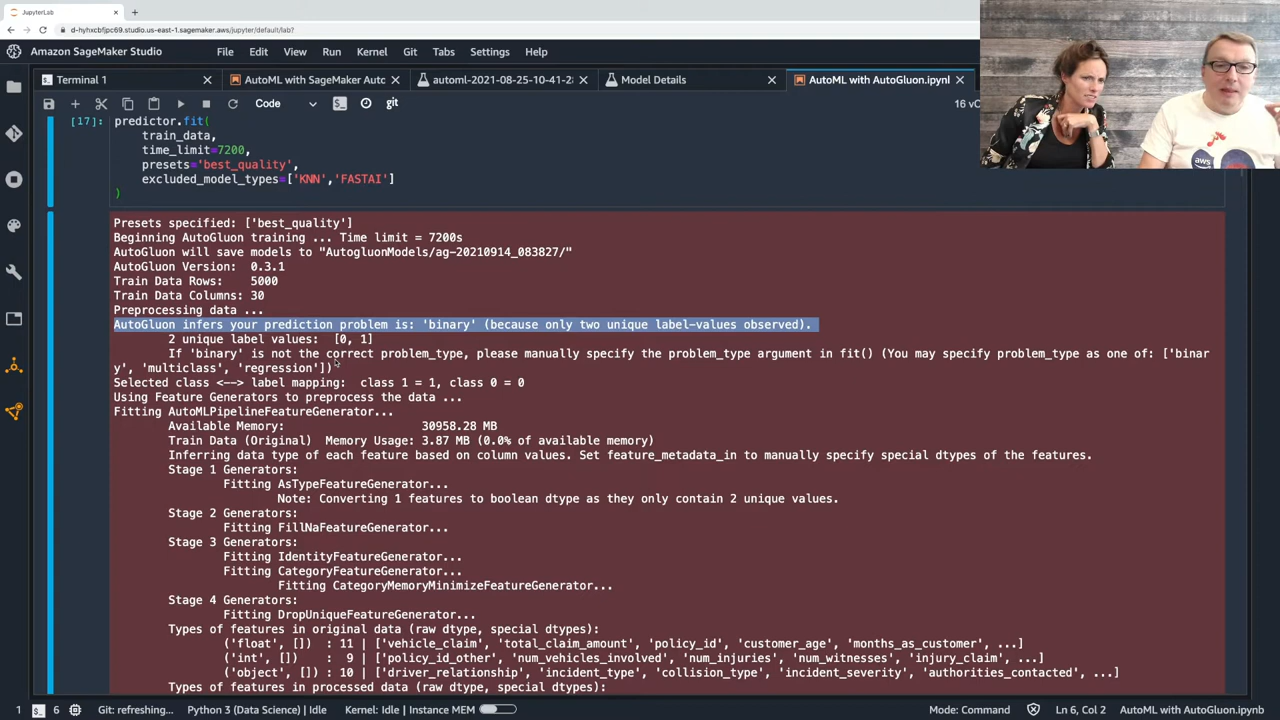 JupyterLab
d-hyhxcbfjpc69.studio.us-east-1.sagemaker.aws/jupyter/default/lab?
Amazon SageMaker Studio File Edit View Run Kernel Git Tabs Settings Help
Terminal 1 AutoML with SageMaker Autc automl-2021-08-25-10-41-2 Model Details AutoML with AutoGluon.ipynl
Code git 16 vC
[17]: predictor.fit(
train_data,
time_limit=7200,
presets='best_quality',
excluded_model_types=['KNN','FASTAI']
)
Presets specified: ['best_quality']
Beginning AutoGluon training ... Time limit = 7200s
AutoGluon will save models to "AutogluonModels/ag-20210914_083827/"
AutoGluon Version: 0.3.1
Train Data Rows: 5000
Train Data Columns: 30
Preprocessing data ...
AutoGluon infers your prediction problem is: 'binary' (because only two unique label-values observed).
2 unique label values: [0, 1]
If 'binary' is not the correct problem_type, please manually specify the problem_type argument in fit() (You may specify problem_type as one of: ['binar
y', 'multiclass', 'regression'])
Selected class <--> label mapping: class 1 = 1, class 0 = 0
Using Feature Generators to preprocess the data ...
Fitting AutoMLPipelineFeatureGenerator...
Available Memory: 30958.28 MB
Train Data (Original) Memory Usage: 3.87 MB (0.0% of available memory)
Inferring data type of each feature based on column values. Set feature_metadata_in to manually specify special dtypes of the features.
Stage 1 Generators:
Fitting AsTypeFeatureGenerator...
Note: Converting 1 features to boolean dtype as they only contain 2 unique values.
Stage 2 Generators:
Fitting FillNaFeatureGenerator...
Stage 3 Generators:
Fitting IdentityFeatureGenerator...
Fitting CategoryFeatureGenerator...
Fitting CategoryMemoryMinimizeFeatureGenerator...
Stage 4 Generators:
Fitting DropUniqueFeatureGenerator...
Types of features in original data (raw dtype, special dtypes):
('float', []) : 11 | ['vehicle_claim', 'total_claim_amount', 'policy_id', 'customer_age', 'months_as_customer', ...]
('int', []) : 9 | ['policy_id_other', 'num_vehicles_involved', 'num_injuries', 'num_witnesses', 'injury_claim', ...]
('object', []) : 10 | ['driver_relationship', 'incident_type', 'collision_type', 'incident_severity', 'authorities_contacted', ...]
Types of features in processed data (raw dtype, special dtypes):
1 6 Git: refreshing... Python 3 (Data Science) | Idle Kernel: Idle | Instance MEM Mode: Command Ln 6, Col 2 AutoML with AutoGluon.ipynb
aws